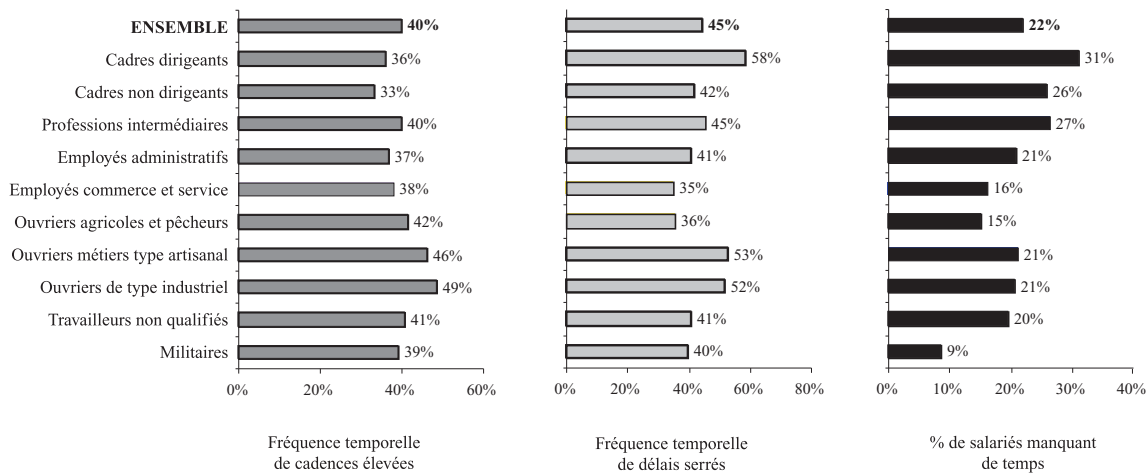 ENSEMBLE 40% 45% 22%
Cadres dirigeants 36% 58% 31%
Cadres non dirigeants 33% 42% 26%
Professions intermédiaires 40% 45% 27%
Employés administratifs 37% 41% 21%
Employés commerce et service 38% 35% 16%
Ouvriers agricoles et pêcheurs 42% 36% 15%
Ouvriers métiers type artisanal 46% 53% 21%
Ouvriers de type industriel 49% 52% 21%
Travailleurs non qualifiés 41% 41% 20%
Militaires 39% 40% 9%
0% 20% 40% 60% 0% 20% 40% 60% 80% 0% 10% 20% 30% 40%
Fréquence temporelle
de cadences élevées
Fréquence temporelle
de délais serrés
% de salariés manquant
de temps